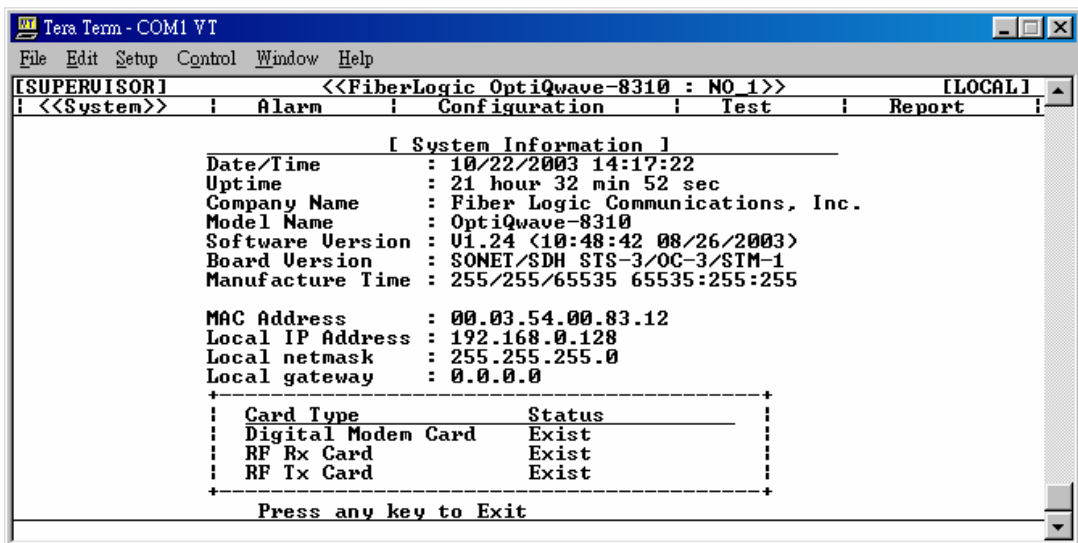 Tera Term - COM1 VT
File Edit Setup Control Window Help
[SUPERVISOR] <<FiberLogic OptiQwave-8310 : NO_1>> [LOCAL]
| <<System>> | Alarm | Configuration | Test | Report |
[ System Information ]
Date/Time : 10/22/2003 14:17:22
Uptime : 21 hour 32 min 52 sec
Company Name : Fiber Logic Communications, Inc.
Model Name : OptiQwave-8310
Software Version : V1.24 (10:48:42 08/26/2003)
Board Version : SONET/SDH STS-3/OC-3/STM-1
Manufacture Time : 255/255/65535 65535:255:255
MAC Address : 00.03.54.00.83.12
Local IP Address : 192.168.0.128
Local netmask : 255.255.255.0
Local gateway : 0.0.0.0
Card Type Status
Digital Modem Card Exist
RF Rx Card Exist
RF Tx Card Exist
Press any key to Exit